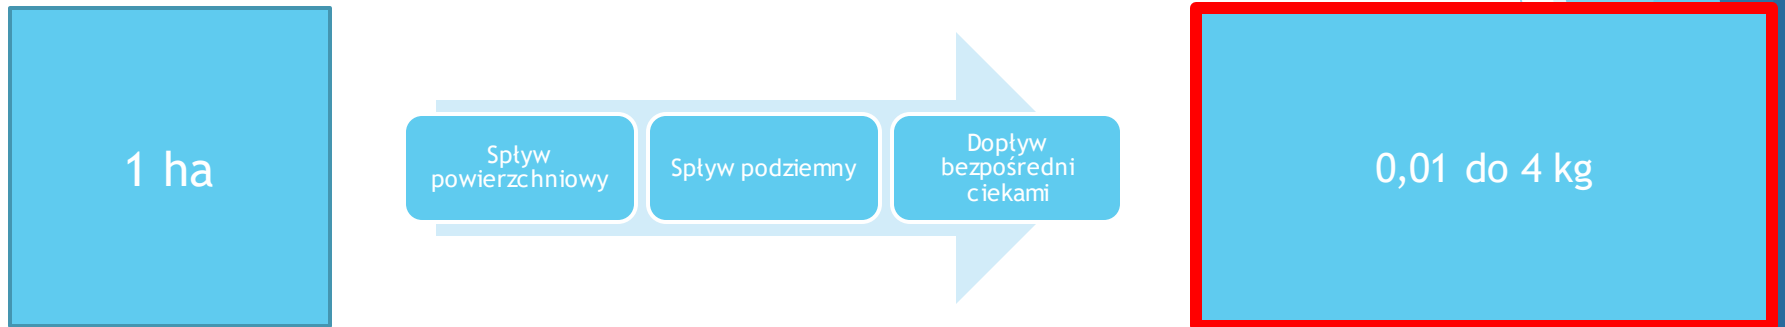 1 ha
Spływ
powierzchniowy
Spływ podziemny
Dopływ
bezpośredni
ciekami
0,01 do 4 kg